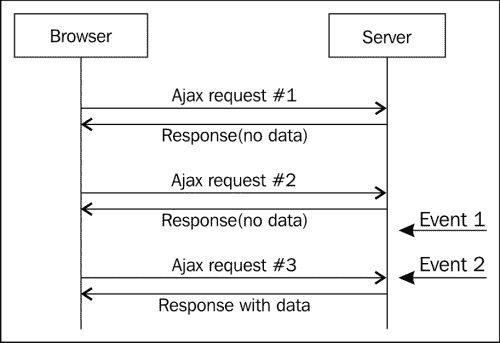 Browser
Server
Ajax request #1
Response(no data)
Ajax request #2
Response(no data)
Event 1
Ajax request #3
Event 2
Response with data